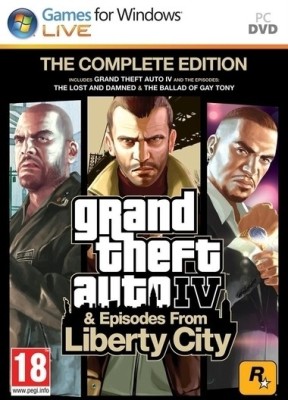 Games for Windows
LIVE
PC
DVD
THE COMPLETE EDITION
INCLUDES GRAND THEFT AUTO IV AND THE EPISODES:
THE LOST AND DAMNED & THE BALLAD OF GAY TONY
grand
theft
auto IV
& Episodes From
Liberty City
18
www.pegi.info
R